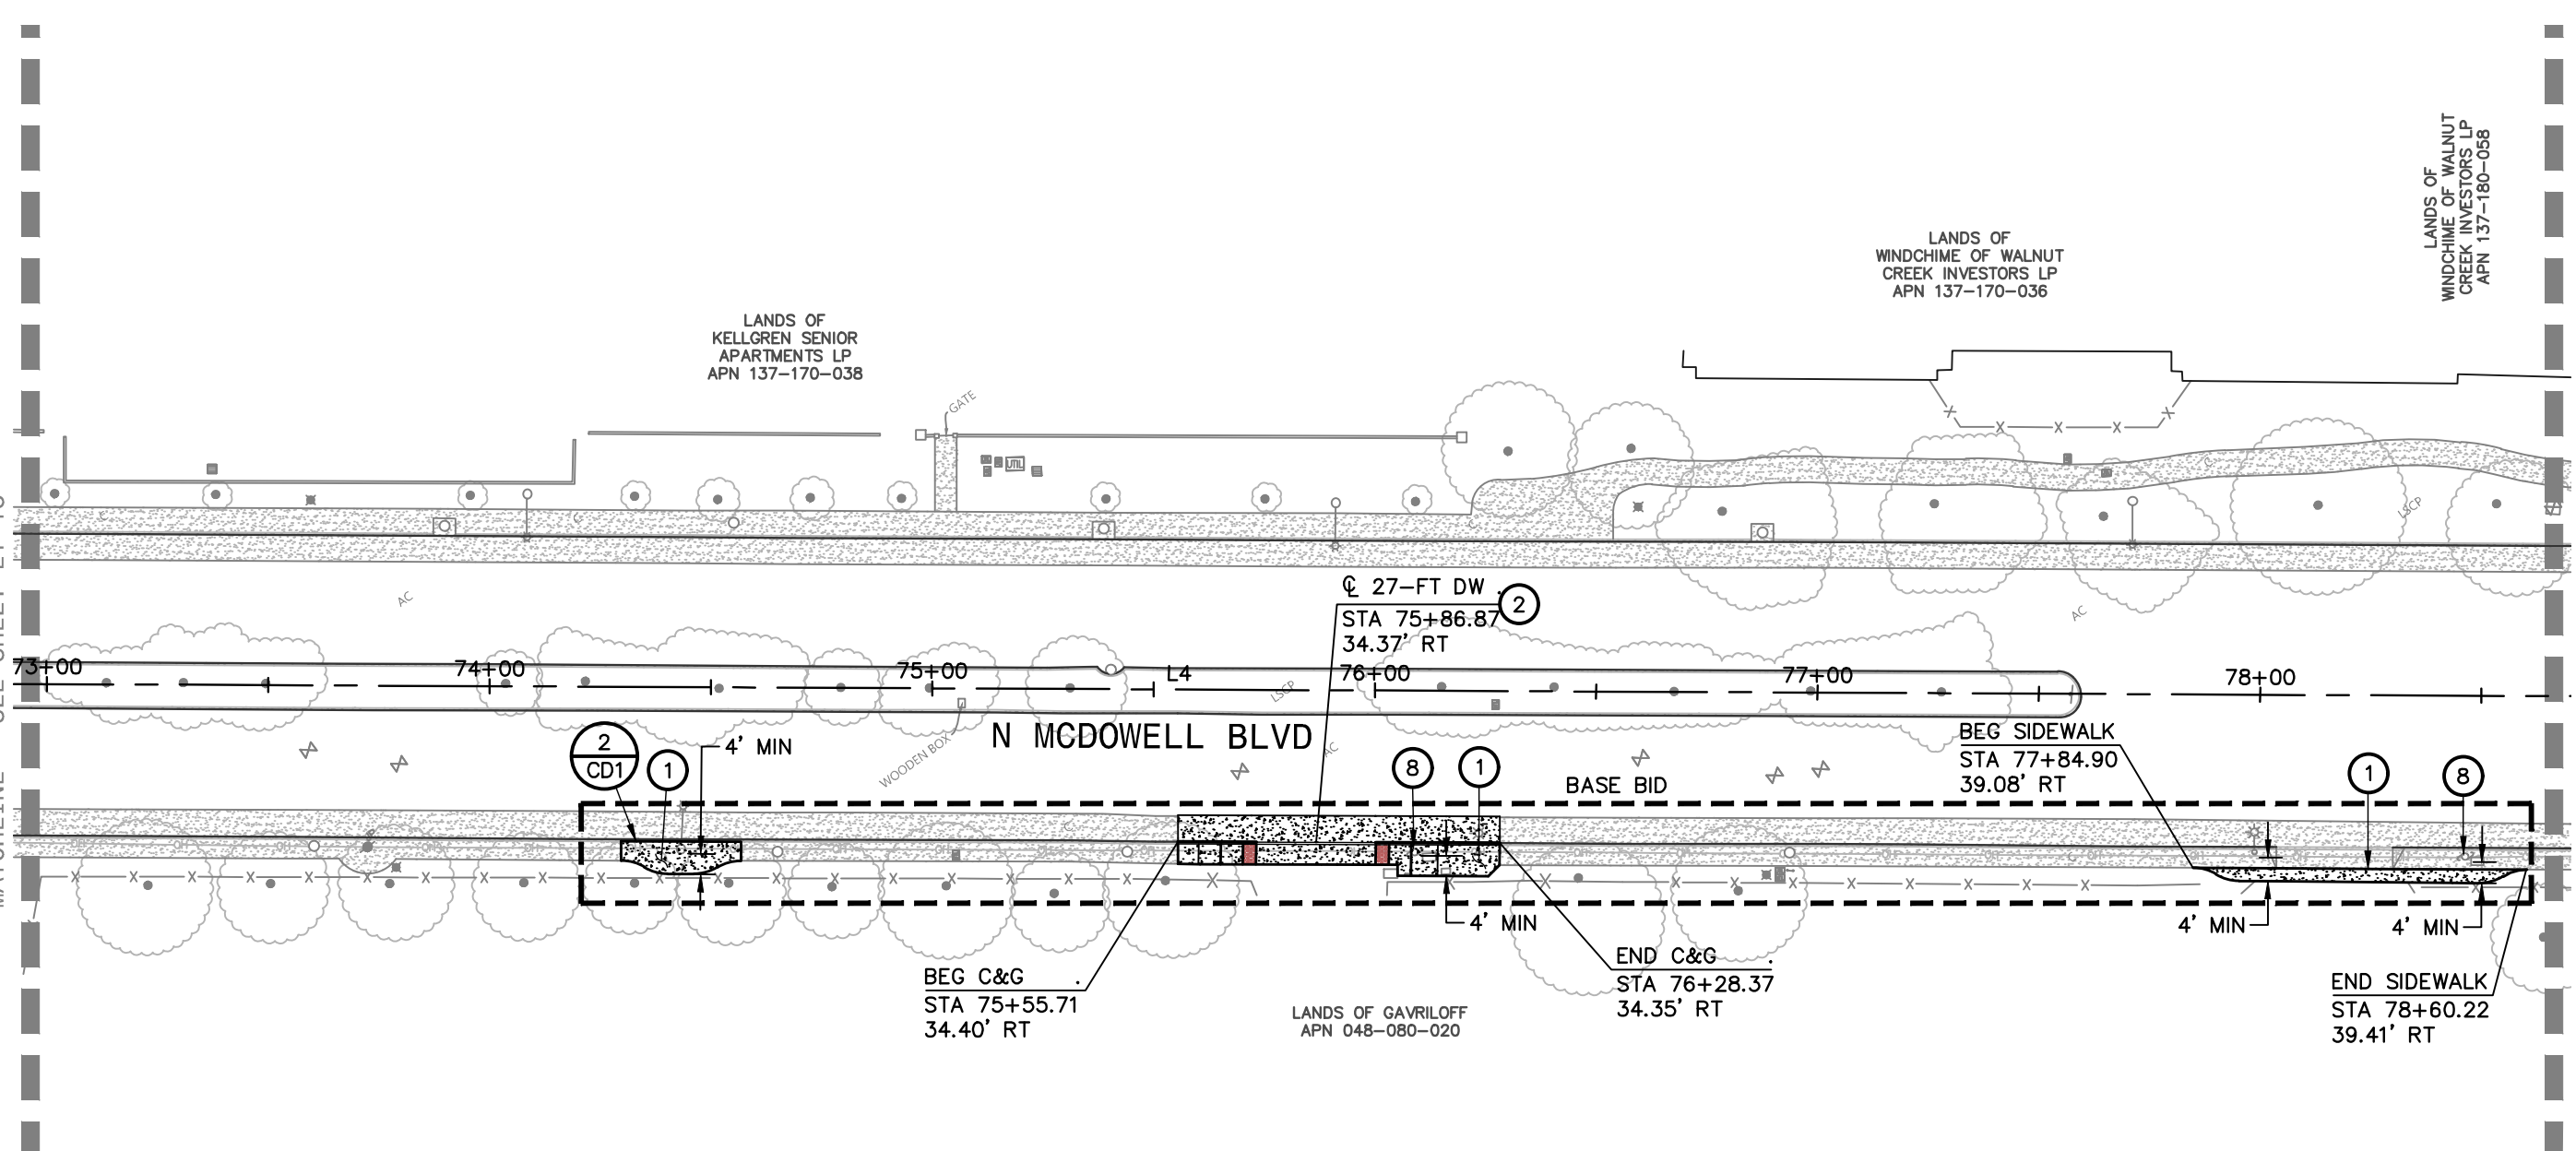 LANDS OF
WINDCHIME OF WALNUT
CREEK INVESTORS LP
APN 137-180-058
LANDS OF
WINDCHIME OF WALNUT
CREEK INVESTORS LP
APN 137-170-036
LANDS OF
KELLGREN SENIOR
APARTMENTS LP
APN 137-170-038
GATE
UTIL
LSCP
AC
AC
℄ 27-FT DW .
2
STA 75+86.87
34.37' RT
73+00
74+00
75+00
L4
76+00
77+00
78+00
LSCP
N MCDOWELL BLVD
WOODEN BOX
AC
2
CD1
1
4' MIN
8
1
BASE BID
BEG SIDEWALK
STA 77+84.90
39.08' RT
1
8
4' MIN
4' MIN
4' MIN
BEG C&G .
STA 75+55.71
34.40' RT
END C&G .
STA 76+28.37
34.35' RT
LANDS OF GAVRILOFF
APN 048-080-020
END SIDEWALK
STA 78+60.22
39.41' RT